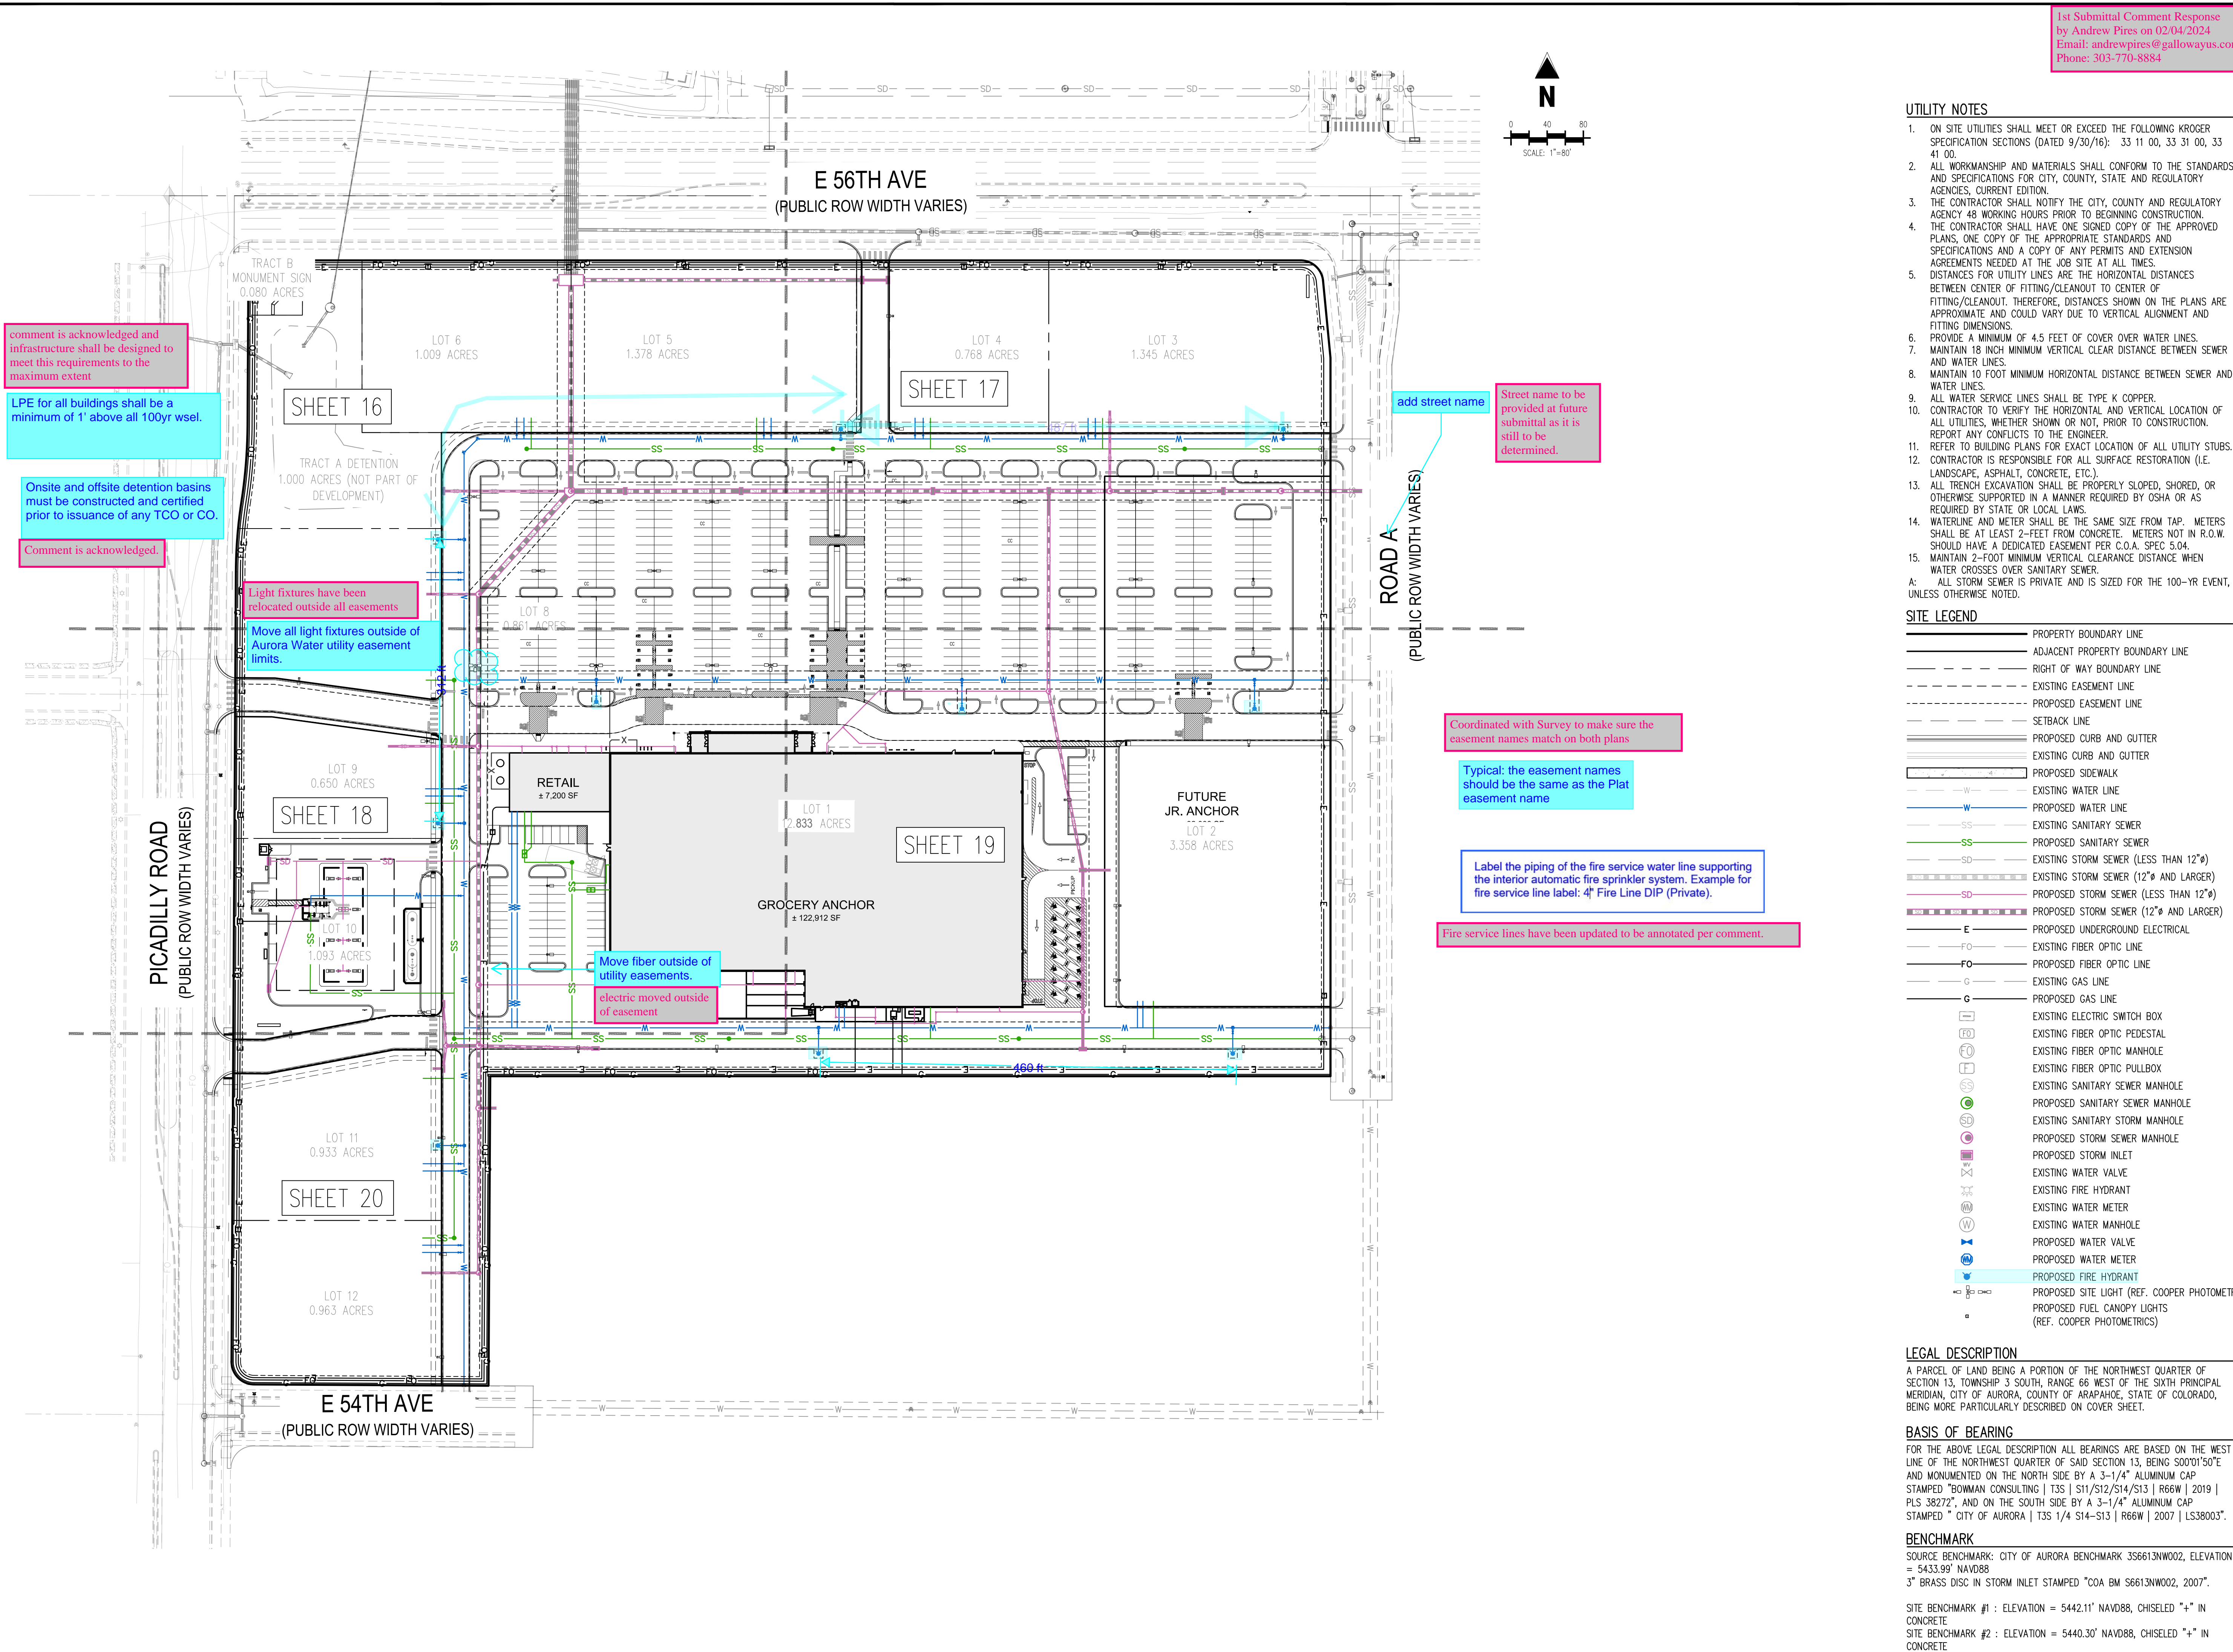 1st Submittal Comment Response
by Andrew Pires on 02/04/2024
Email: andrewpires@gallowayus.co
Phone: 303-770-8884
N
0 40 80
SCALE: 1"=80'
E 56TH AVE
(PUBLIC ROW WIDTH VARIES)
TRACT B
MONUMENT SIGN
0.080 ACRES
LOT 6
1.009 ACRES
LOT 5
1.378 ACRES
LOT 4
0.768 ACRES
LOT 3
1.345 ACRES
SHEET 16
SHEET 17
comment is acknowledged and
infrastructure shall be designed to
meet this requirements to the
maximum extent
LPE for all buildings shall be a
minimum of 1' above all 100yr wsel.
Onsite and offsite detention basins
must be constructed and certified
prior to issuance of any TCO or CO.
Comment is acknowledged.
TRACT A DETENTION
1.000 ACRES (NOT PART OF
DEVELOPMENT)
add street name
Street name to be
provided at future
submittal as it is
still to be
determined.
ROAD A
(PUBLIC ROW WIDTH VARIES)
Light fixtures have been
relocated outside all easements
Move all light fixtures outside of
Aurora Water utility easement
limits.
312 ft
LOT 8
0.861 ACRES
LOT 9
0.650 ACRES
SHEET 18
RETAIL
± 7,200 SF
LOT 1
12.833 ACRES
SHEET 19
GROCERY ANCHOR
± 122,912 SF
FUTURE
JR. ANCHOR
LOT 2
3.358 ACRES
PICKUP
Rx
STOP
Coordinated with Survey to make sure the
easement names match on both plans
Typical: the easement names
should be the same as the Plat
easement name
Label the piping of the fire service water line supporting
the interior automatic fire sprinkler system. Example for
fire service line label: 4" Fire Line DIP (Private).
Fire service lines have been updated to be annotated per comment.
PICADILLY ROAD
(PUBLIC ROW WIDTH VARIES)
LOT 10
1.093 ACRES
Move fiber outside of
utility easements.
electric moved outside
of easement
460 ft
LOT 11
0.933 ACRES
SHEET 20
LOT 12
0.963 ACRES
E 54TH AVE
(PUBLIC ROW WIDTH VARIES)
UTILITY NOTES
1. ON SITE UTILITIES SHALL MEET OR EXCEED THE FOLLOWING KROGER
SPECIFICATION SECTIONS (DATED 9/30/16): 33 11 00, 33 31 00, 33
41 00.
2. ALL WORKMANSHIP AND MATERIALS SHALL CONFORM TO THE STANDARDS
AND SPECIFICATIONS FOR CITY, COUNTY, STATE AND REGULATORY
AGENCIES, CURRENT EDITION.
3. THE CONTRACTOR SHALL NOTIFY THE CITY, COUNTY AND REGULATORY
AGENCY 48 WORKING HOURS PRIOR TO BEGINNING CONSTRUCTION.
4. THE CONTRACTOR SHALL HAVE ONE SIGNED COPY OF THE APPROVED
PLANS, ONE COPY OF THE APPROPRIATE STANDARDS AND
SPECIFICATIONS AND A COPY OF ANY PERMITS AND EXTENSION
AGREEMENTS NEEDED AT THE JOB SITE AT ALL TIMES.
5. DISTANCES FOR UTILITY LINES ARE THE HORIZONTAL DISTANCES
BETWEEN CENTER OF FITTING/CLEANOUT TO CENTER OF
FITTING/CLEANOUT. THEREFORE, DISTANCES SHOWN ON THE PLANS ARE
APPROXIMATE AND COULD VARY DUE TO VERTICAL ALIGNMENT AND
FITTING DIMENSIONS.
6. PROVIDE A MINIMUM OF 4.5 FEET OF COVER OVER WATER LINES.
7. MAINTAIN 18 INCH MINIMUM VERTICAL CLEAR DISTANCE BETWEEN SEWER
AND WATER LINES.
8. MAINTAIN 10 FOOT MINIMUM HORIZONTAL DISTANCE BETWEEN SEWER AND
WATER LINES.
9. ALL WATER SERVICE LINES SHALL BE TYPE K COPPER.
10. CONTRACTOR TO VERIFY THE HORIZONTAL AND VERTICAL LOCATION OF
ALL UTILITIES, WHETHER SHOWN OR NOT, PRIOR TO CONSTRUCTION.
REPORT ANY CONFLICTS TO THE ENGINEER.
11. REFER TO BUILDING PLANS FOR EXACT LOCATION OF ALL UTILITY STUBS.
12. CONTRACTOR IS RESPONSIBLE FOR ALL SURFACE RESTORATION (I.E.
LANDSCAPE, ASPHALT, CONCRETE, ETC.).
13. ALL TRENCH EXCAVATION SHALL BE PROPERLY SLOPED, SHORED, OR
OTHERWISE SUPPORTED IN A MANNER REQUIRED BY OSHA OR AS
REQUIRED BY STATE OR LOCAL LAWS.
14. WATERLINE AND METER SHALL BE THE SAME SIZE FROM TAP. METERS
SHALL BE AT LEAST 2-FEET FROM CONCRETE. METERS NOT IN R.O.W.
SHOULD HAVE A DEDICATED EASEMENT PER C.O.A. SPEC 5.04.
15. MAINTAIN 2-FOOT MINIMUM VERTICAL CLEARANCE DISTANCE WHEN
WATER CROSSES OVER SANITARY SEWER.
A: ALL STORM SEWER IS PRIVATE AND IS SIZED FOR THE 100-YR EVENT,
UNLESS OTHERWISE NOTED.
SITE LEGEND
PROPERTY BOUNDARY LINE
ADJACENT PROPERTY BOUNDARY LINE
RIGHT OF WAY BOUNDARY LINE
EXISTING EASEMENT LINE
PROPOSED EASEMENT LINE
SETBACK LINE
PROPOSED CURB AND GUTTER
EXISTING CURB AND GUTTER
PROPOSED SIDEWALK
W EXISTING WATER LINE
W PROPOSED WATER LINE
SS EXISTING SANITARY SEWER
SS PROPOSED SANITARY SEWER
SD EXISTING STORM SEWER (LESS THAN 12"ø)
EXISTING STORM SEWER (12"ø AND LARGER)
SD PROPOSED STORM SEWER (LESS THAN 12"ø)
PROPOSED STORM SEWER (12"ø AND LARGER)
E PROPOSED UNDERGROUND ELECTRICAL
FO EXISTING FIBER OPTIC LINE
FO PROPOSED FIBER OPTIC LINE
G EXISTING GAS LINE
G PROPOSED GAS LINE
EXISTING ELECTRIC SWITCH BOX
FO EXISTING FIBER OPTIC PEDESTAL
FO EXISTING FIBER OPTIC MANHOLE
F EXISTING FIBER OPTIC PULLBOX
SS EXISTING SANITARY SEWER MANHOLE
PROPOSED SANITARY SEWER MANHOLE
SD EXISTING SANITARY STORM MANHOLE
PROPOSED STORM SEWER MANHOLE
PROPOSED STORM INLET
WV EXISTING WATER VALVE
EXISTING FIRE HYDRANT
WM EXISTING WATER METER
W EXISTING WATER MANHOLE
PROPOSED WATER VALVE
WM PROPOSED WATER METER
PROPOSED FIRE HYDRANT
PROPOSED SITE LIGHT (REF. COOPER PHOTOMET
PROPOSED FUEL CANOPY LIGHTS
(REF. COOPER PHOTOMETRICS)
LEGAL DESCRIPTION
A PARCEL OF LAND BEING A PORTION OF THE NORTHWEST QUARTER OF
SECTION 13, TOWNSHIP 3 SOUTH, RANGE 66 WEST OF THE SIXTH PRINCIPAL
MERIDIAN, CITY OF AURORA, COUNTY OF ARAPAHOE, STATE OF COLORADO,
BEING MORE PARTICULARLY DESCRIBED ON COVER SHEET.
BASIS OF BEARING
FOR THE ABOVE LEGAL DESCRIPTION ALL BEARINGS ARE BASED ON THE WEST
LINE OF THE NORTHWEST QUARTER OF SAID SECTION 13, BEING S00°01'50"E
AND MONUMENTED ON THE NORTH SIDE BY A 3-1/4" ALUMINUM CAP
STAMPED "BOWMAN CONSULTING | T3S | S11/S12/S14/S13 | R66W | 2019 |
PLS 38272", AND ON THE SOUTH SIDE BY A 3-1/4" ALUMINUM CAP
STAMPED " CITY OF AURORA | T3S 1/4 S14-S13 | R66W | 2007 | LS38003".
BENCHMARK
SOURCE BENCHMARK: CITY OF AURORA BENCHMARK 3S6613NW002, ELEVATION
= 5433.99' NAVD88
3" BRASS DISC IN STORM INLET STAMPED "COA BM S6613NW002, 2007".
SITE BENCHMARK #1 : ELEVATION = 5442.11' NAVD88, CHISELED "+" IN
CONCRETE
SITE BENCHMARK #2 : ELEVATION = 5440.30' NAVD88, CHISELED "+" IN
CONCRETE